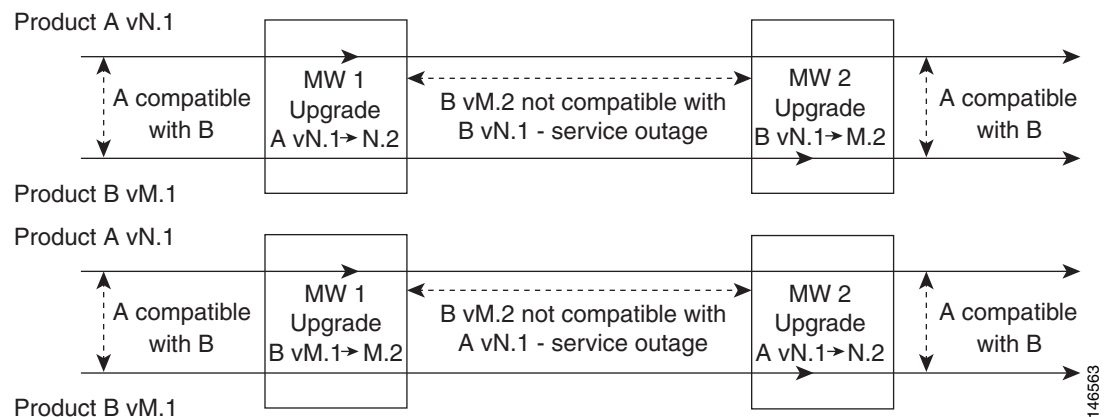 Product A vN.1
A compatible
with B
MW 1
Upgrade
A vN.1→ N.2
B vM.2 not compatible with
B vN.1 - service outage
MW 2
Upgrade
B vN.1→ M.2
A compatible
with B
Product B vM.1
Product A vN.1
A compatible
with B
MW 1
Upgrade
B vM.1→ M.2
B vM.2 not compatible with
A vN.1 - service outage
MW 2
Upgrade
A vN.1→N.2
A compatible
with B
Product B vM.1
146563